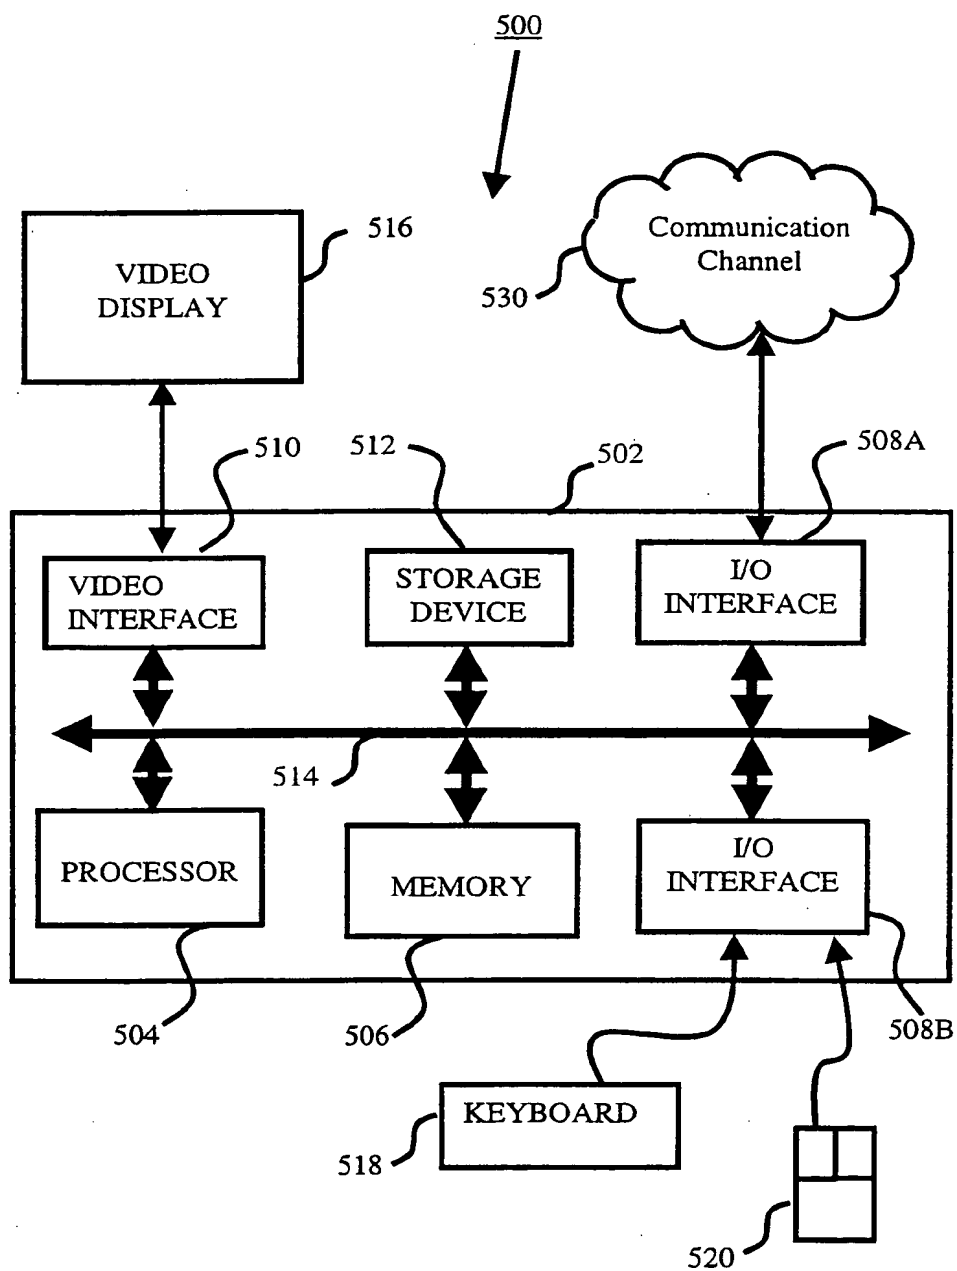 500
516
VIDEO
DISPLAY
Communication
Channel
530
510
512
502
508A
VIDEO
INTERFACE
STORAGE
DEVICE
I/O
INTERFACE
514
PROCESSOR
MEMORY
I/O
INTERFACE
504
506
508B
KEYBOARD
518
520